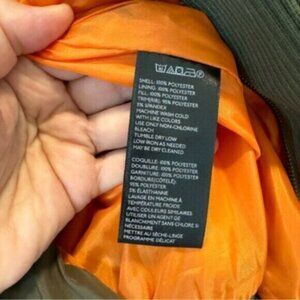 SHELL: 100% POLYESTER
LINING: 100% POLYESTER
FILL: 100% POLYESTER
TRIM(RIB): 95% POLYESTER
5% SPANDEX
MACHINE WASH COLD
WITH LIKE COLORS
USE ONLY NON-CHLORINE
BLEACH
TUMBLE DRY LOW
LOW IRON AS NEEDED
MAY BE DRY CLEANED
COQUILLE: 100% POLYESTER
DOUBLURE: 100% POLYESTER
GARNITURE: 100% POLYESTER
BORDURE(CÔTELÉ):
95% POLYESTER
5% ÉLASTHANNE
LAVAGE EN MACHINE À
TEMPÉRATURE FROIDE
AVEC COULEURS SIMILAIRES
UTILISER UN AGENT DE
BLANCHIMENT SANS CHLORE SI
NÉCESSAIRE
METTRE AU SÈCHE-LINGE
PROGRAMME DÉLICAT